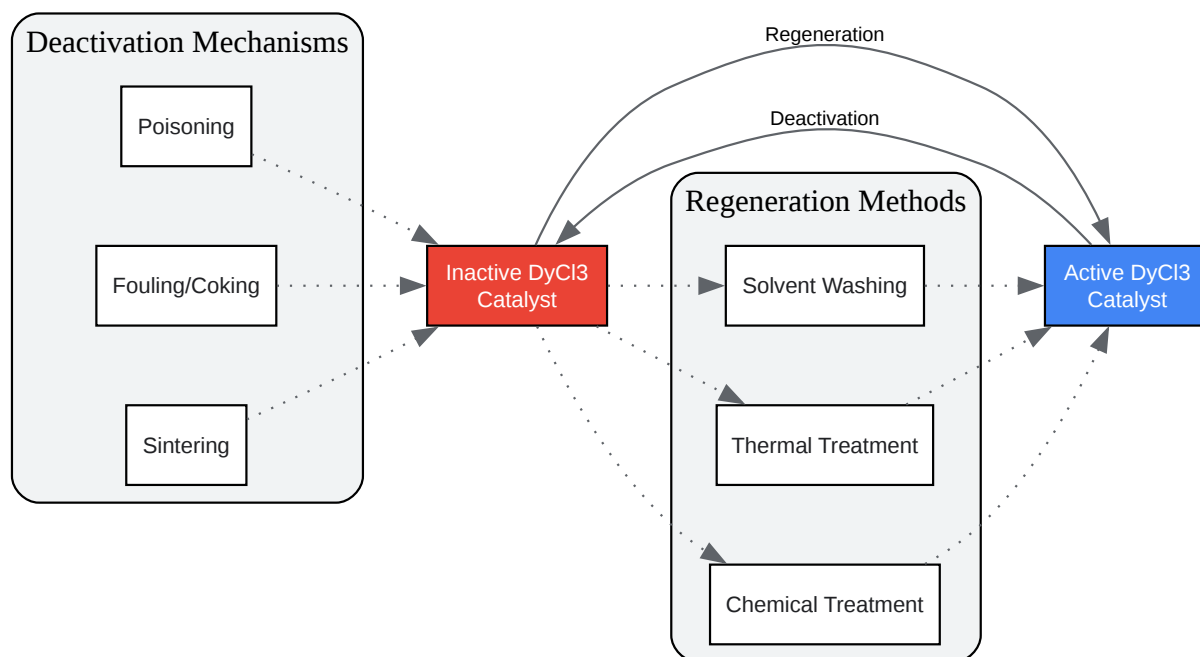 Deactivation Mechanisms
Poisoning
Fouling/Coking
Sintering
Inactive DyCl3
Catalyst
Regeneration
Deactivation
Regeneration Methods
Solvent Washing
Thermal Treatment
Chemical Treatment
Active DyCl3
Catalyst